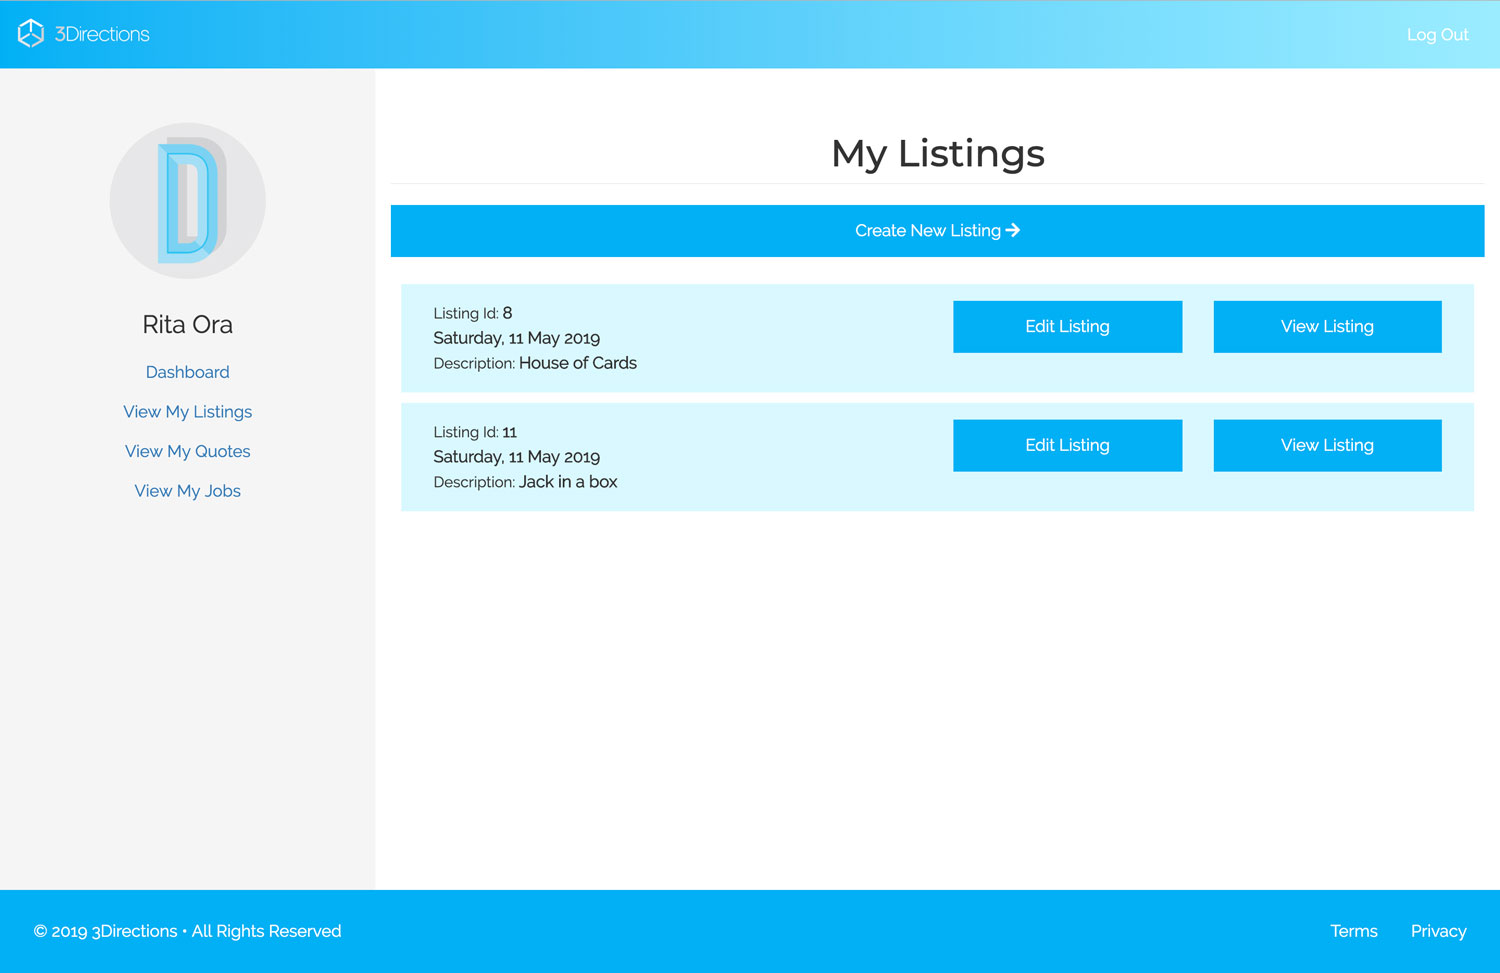 3Directions
Log Out
D
Rita Ora
Dashboard
View My Listings
View My Quotes
View My Jobs
My Listings
Create New Listing →
Listing Id: 8
Saturday, 11 May 2019
Description: House of Cards
Edit Listing
View Listing
Listing Id: 11
Saturday, 11 May 2019
Description: Jack in a box
Edit Listing
View Listing
© 2019 3Directions • All Rights Reserved
Terms
Privacy